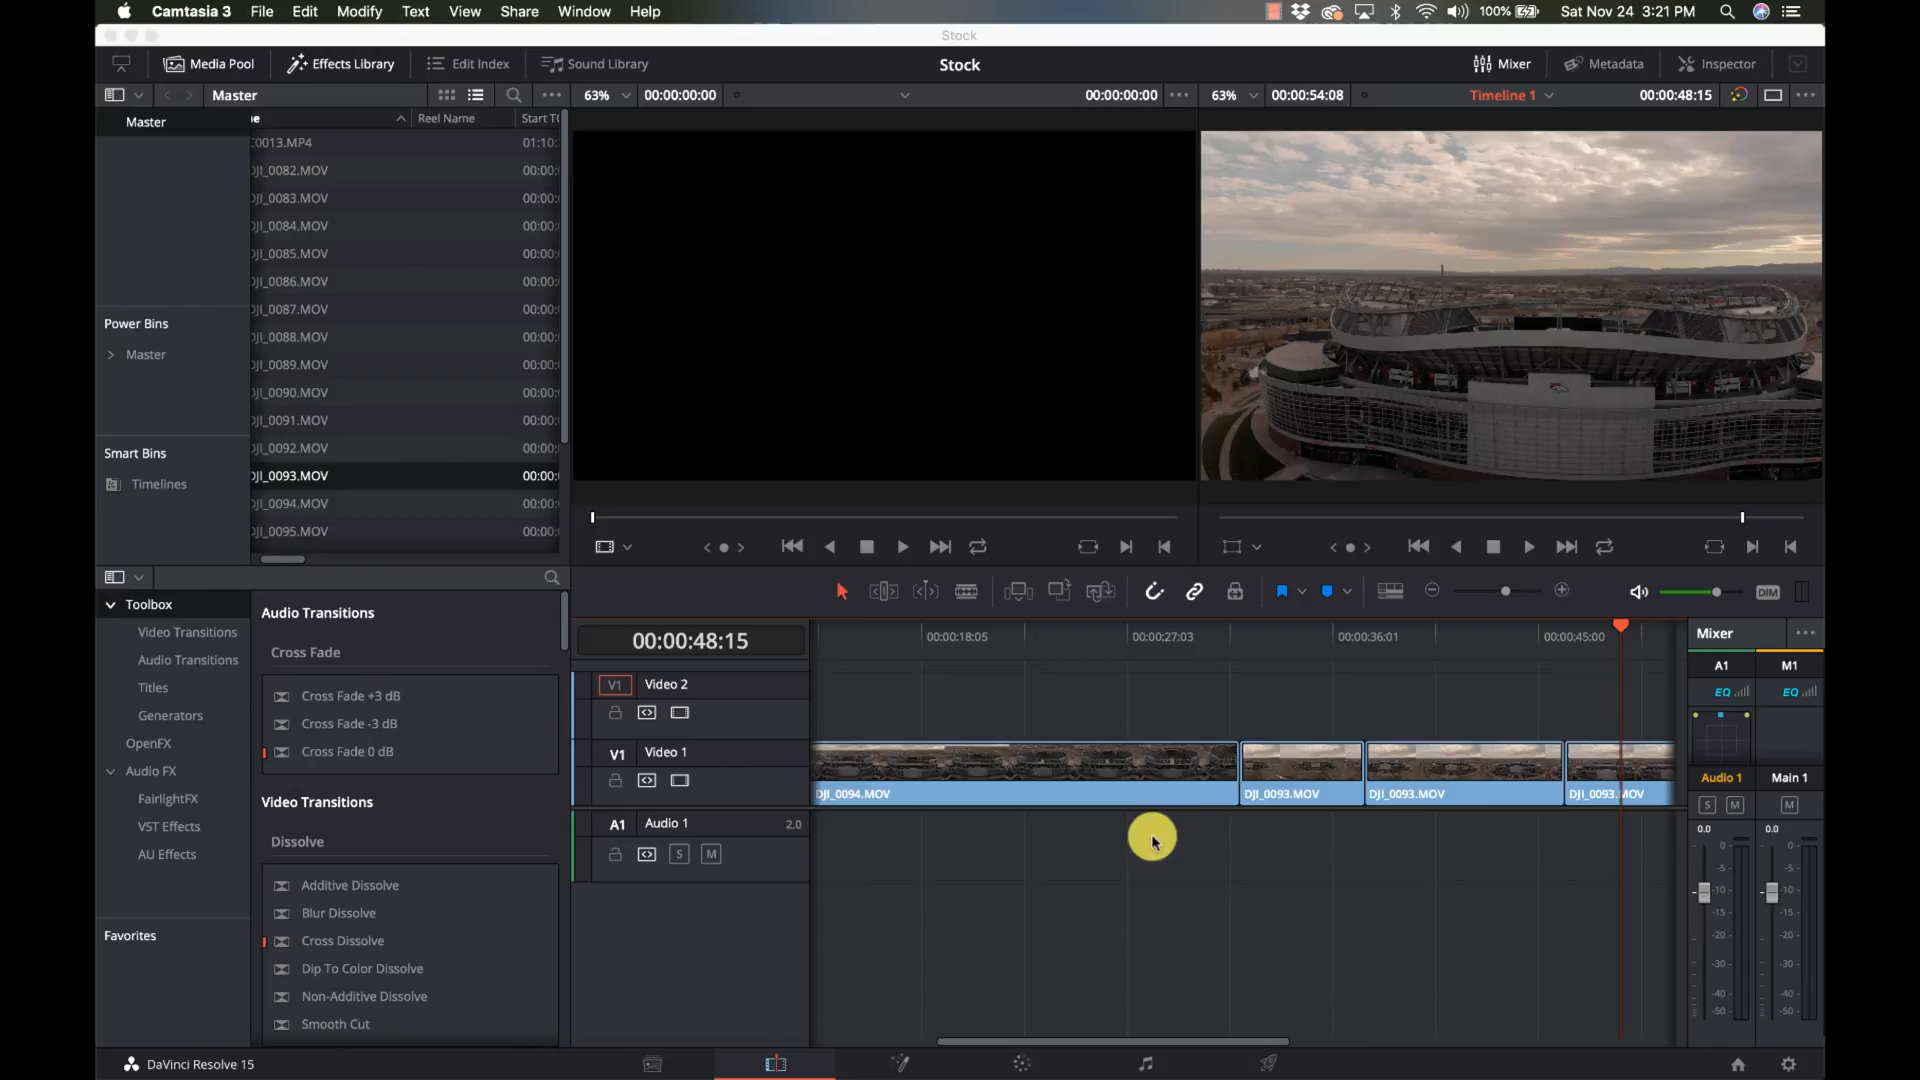 Camtasia 3 File Edit Modify Text View Share Window Help 100% Sat Nov 24 3:21 PM
Stock
Media Pool Effects Library Edit Index Sound Library Stock Mixer Metadata Inspector
Master 63% 00:00:00:00 00:00:00:00 63% 00:00:54:08 Timeline 1 00:00:48:15
Master
e Reel Name Start TC
C0013.MP4 01:10:
DJI_0082.MOV 00:00:
DJI_0083.MOV 00:00:
DJI_0084.MOV 00:00:
DJI_0085.MOV 00:00:
DJI_0086.MOV 00:00:
DJI_0087.MOV 00:00:
DJI_0088.MOV 00:00:
DJI_0089.MOV 00:00:
DJI_0090.MOV 00:00:
DJI_0091.MOV 00:00:
DJI_0092.MOV 00:00:
DJI_0093.MOV 00:00:
DJI_0094.MOV 00:00:
DJI_0095.MOV 00:00:
Power Bins
Master
Smart Bins
Timelines
Toolbox
Video Transitions
Audio Transitions
Titles
Generators
OpenFX
Audio FX
FairlightFX
VST Effects
AU Effects
Favorites
Audio Transitions
Cross Fade
Cross Fade +3 dB
Cross Fade -3 dB
Cross Fade 0 dB
Video Transitions
Dissolve
Additive Dissolve
Blur Dissolve
Cross Dissolve
Dip To Color Dissolve
Non-Additive Dissolve
Smooth Cut
DIM
00:00:48:15 00:00:18:05 00:00:27:03 00:00:36:01 00:00:45:00
V1 Video 2
V1 Video 1
DJI_0094.MOV DJI_0093.MOV DJI_0093.MOV DJI_0093.MOV
A1 Audio 1 2.0
S M
Mixer
A1 M1
EQ EQ
Audio 1 Main 1
S M M
0.0 0.0
0 0
-5 -5
-10 -10
-15 -15
-20 -20
-30 -30
-40 -40
-50 -50
DaVinci Resolve 15